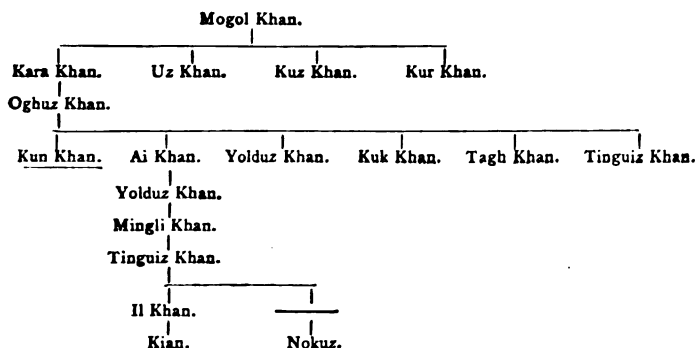 Mogol Khan.
Kara Khan. Uz Khan. Kuz Khan. Kur Khan.
Oghuz Khan.
Kun Khan. Ai Khan. Yolduz Khan. Kuk Khan. Tagh Khan. Tinguiz Khan.
Yolduz Khan.
Mingli Khan.
Tinguiz Khan.
Il Khan.
Kian. Nokuz.